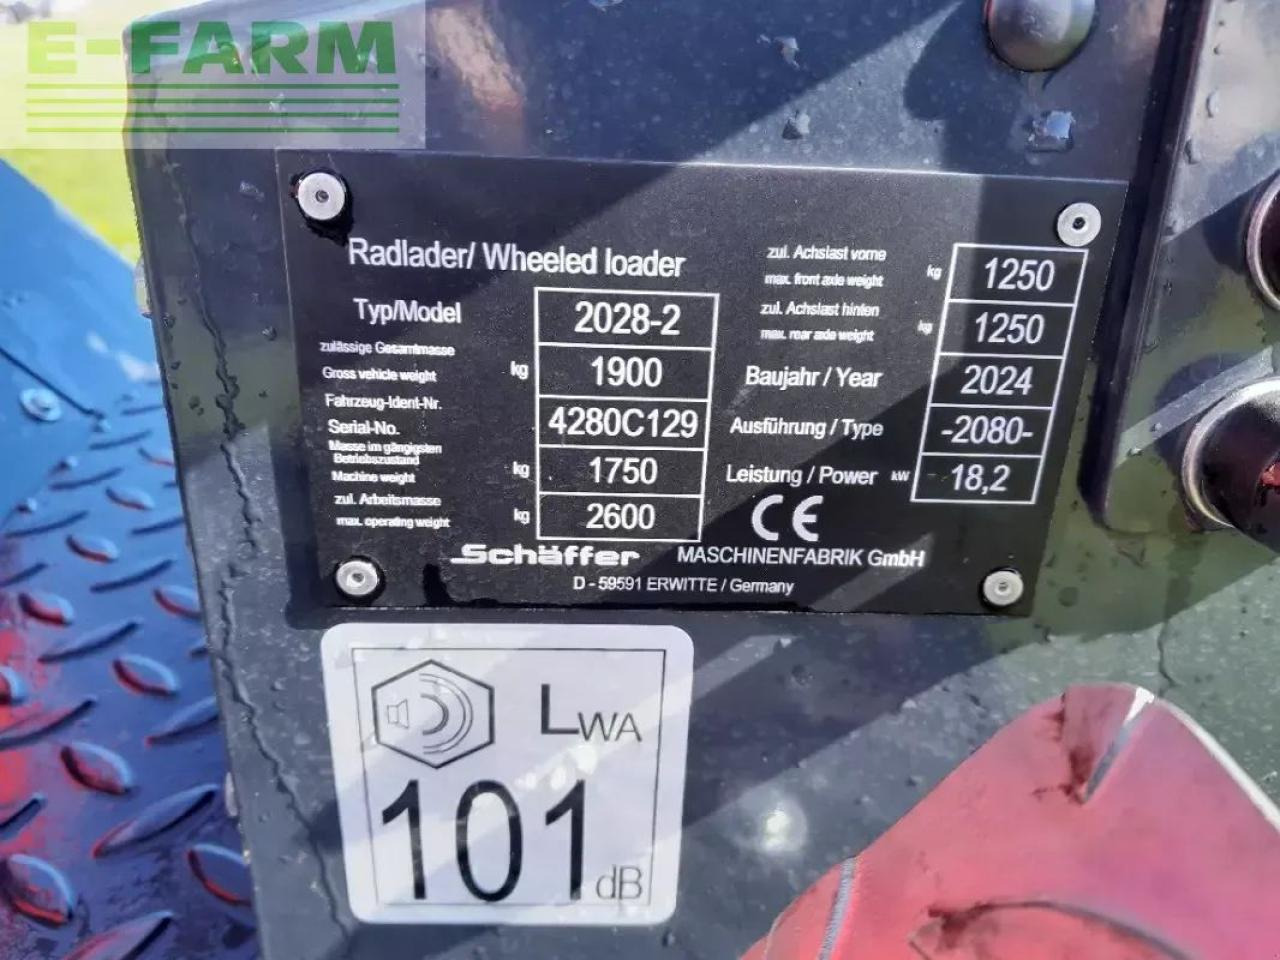 E-FARM
Radlader/ Wheeled loader
Typ/Model 2028-2
zulässige Gesamtmasse
Gross vehicle weight kg 1900
Fahrzeug-Ident-Nr.
Serial-No. 4280C129
Masse im gängigsten
Betriebszustand
Machine weight kg 1750
zul. Arbeitsmasse
max. operating weight kg 2600
zul. Achslast vorne
max. front axle weight kg 1250
zul. Achslast hinten
max. rear axle weight kg 1250
Baujahr / Year 2024
Ausführung / Type -2080-
Leistung / Power kW 18,2
CE
Schäffer MASCHINENFABRIK GmbH
D - 59591 ERWITTE / Germany
LWA
101 dB